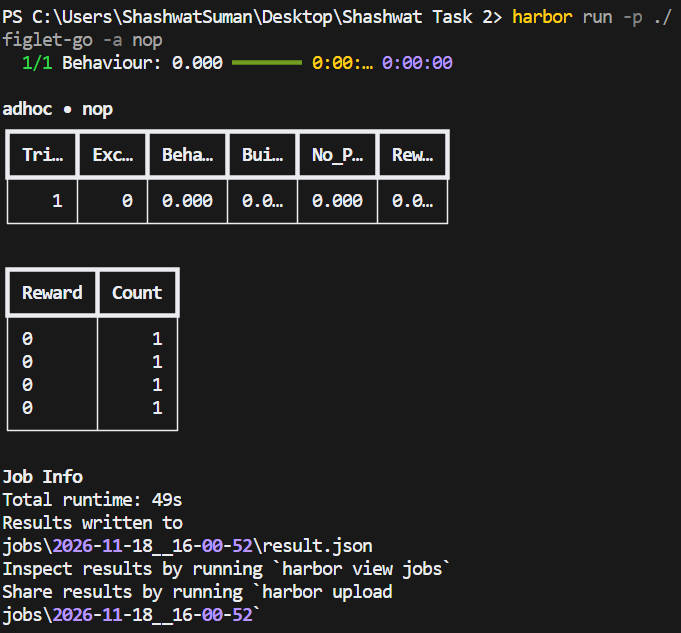 PS C:\Users\ShashwatSuman\Desktop\Shashwat Task 2> harbor run -p ./
figlet-go -a nop
1/1 Behaviour: 0.000 0:00:… 0:00:00
adhoc • nop
Tri… Exc… Beha… Bui… No_P… Rew…
1 0 0.000 0.0… 0.000 0.0…
Reward Count
0 1
0 1
0 1
0 1
Job Info
Total runtime: 49s
Results written to
jobs\2026-11-18__16-00-52\result.json
Inspect results by running `harbor view jobs`
Share results by running `harbor upload
jobs\2026-11-18__16-00-52`